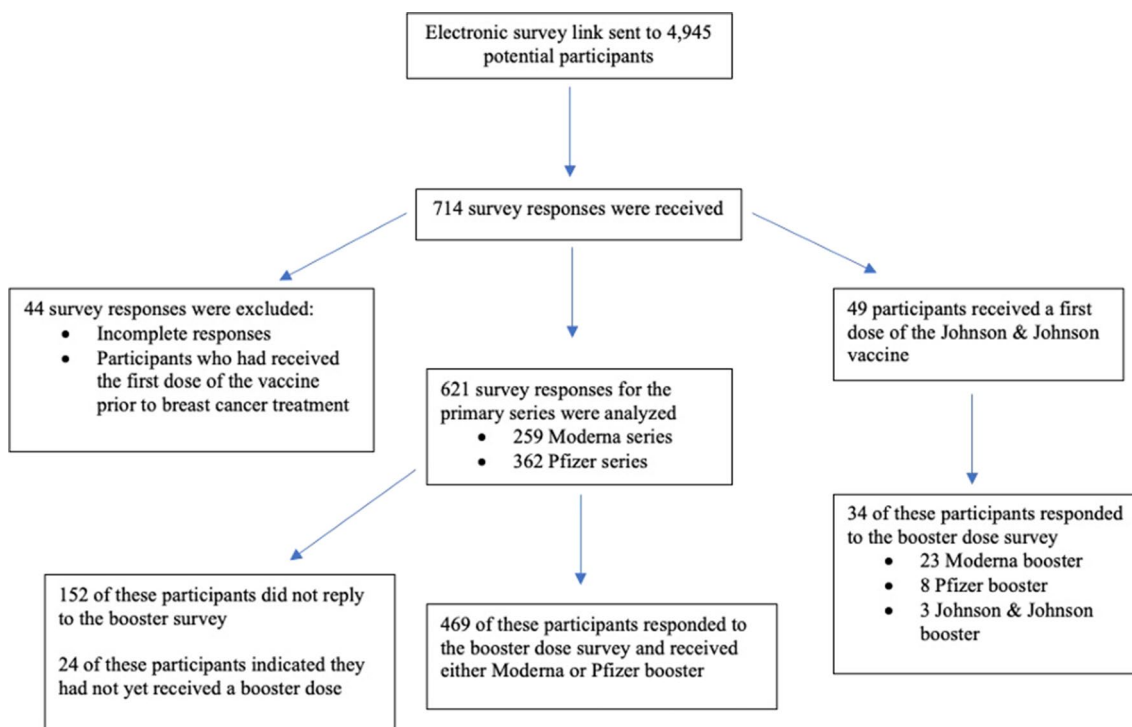 Electronic survey link sent to 4,945
potential participants
714 survey responses were received
44 survey responses were excluded:
• Incomplete responses
• Participants who had received
the first dose of the vaccine
prior to breast cancer treatment
621 survey responses for the
primary series were analyzed
• 259 Moderna series
• 362 Pfizer series
49 participants received a first
dose of the Johnson & Johnson
vaccine
152 of these participants did not reply
to the booster survey
24 of these participants indicated they
had not yet received a booster dose
469 of these participants responded to
the booster dose survey and received
either Moderna or Pfizer booster
34 of these participants responded
to the booster dose survey
• 23 Moderna booster
• 8 Pfizer booster
• 3 Johnson & Johnson
booster